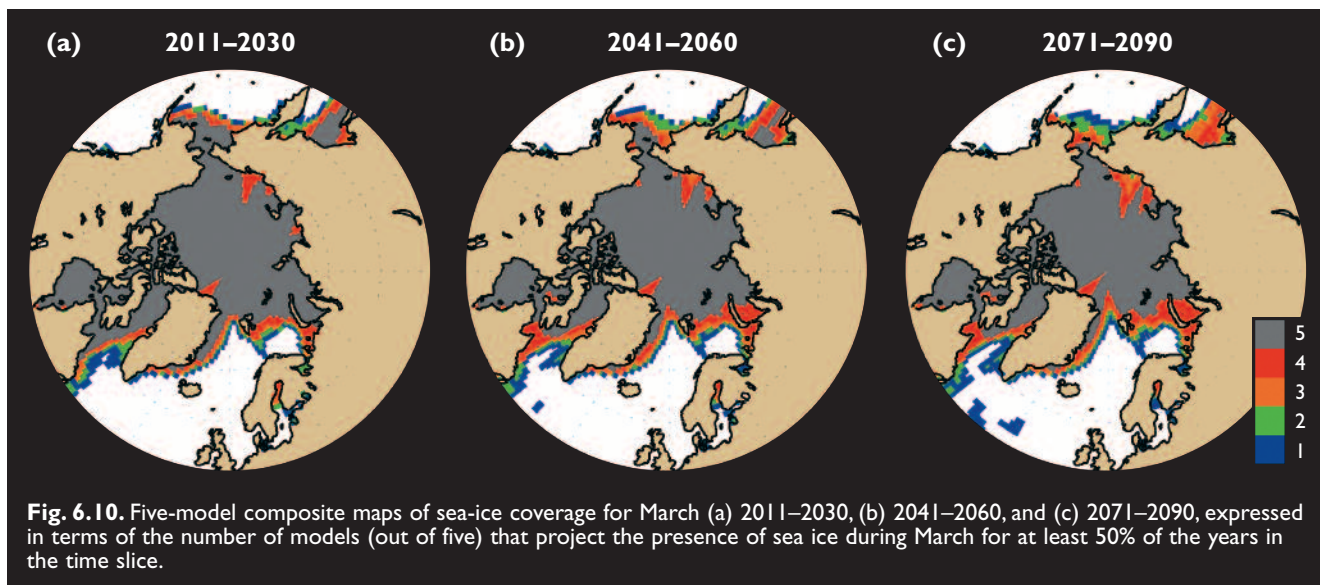 (a) 2011–2030
(b) 2041–2060
(c) 2071–2090
5
4
3
2
1
Fig. 6.10. Five-model composite maps of sea-ice coverage for March (a) 2011–2030, (b) 2041–2060, and (c) 2071–2090, expressed
in terms of the number of models (out of five) that project the presence of sea ice during March for at least 50% of the years in
the time slice.